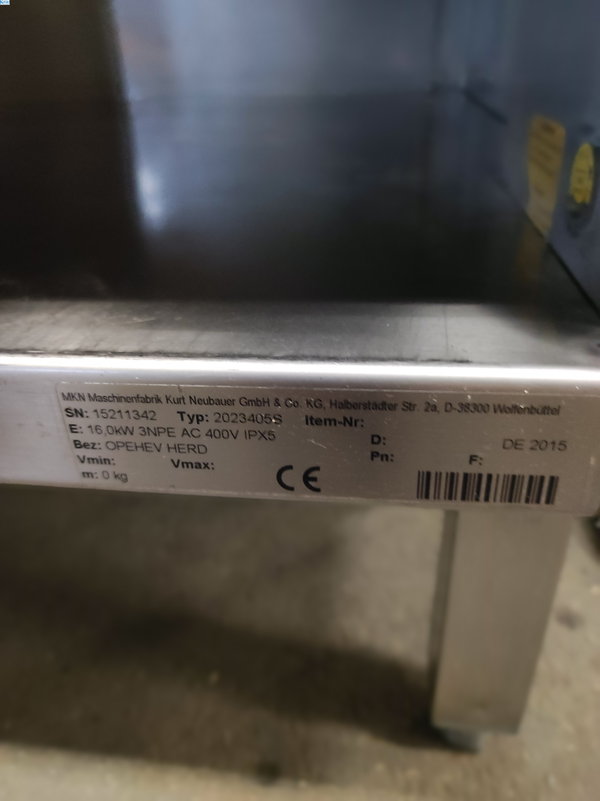 MKN Maschinenfabrik Kurt Neubauer GmbH & Co. KG, Halberstädter Str. 2a, D-38300 Wolfenbüttel
SN: 15211342 Typ: 2023405S Item-Nr:
E: 16,0kW 3NPE AC 400V IPX5 D: DE 2015
Bez: OPEHEV HERD Pn: F:
Vmin: Vmax:
m: 0 kg CE